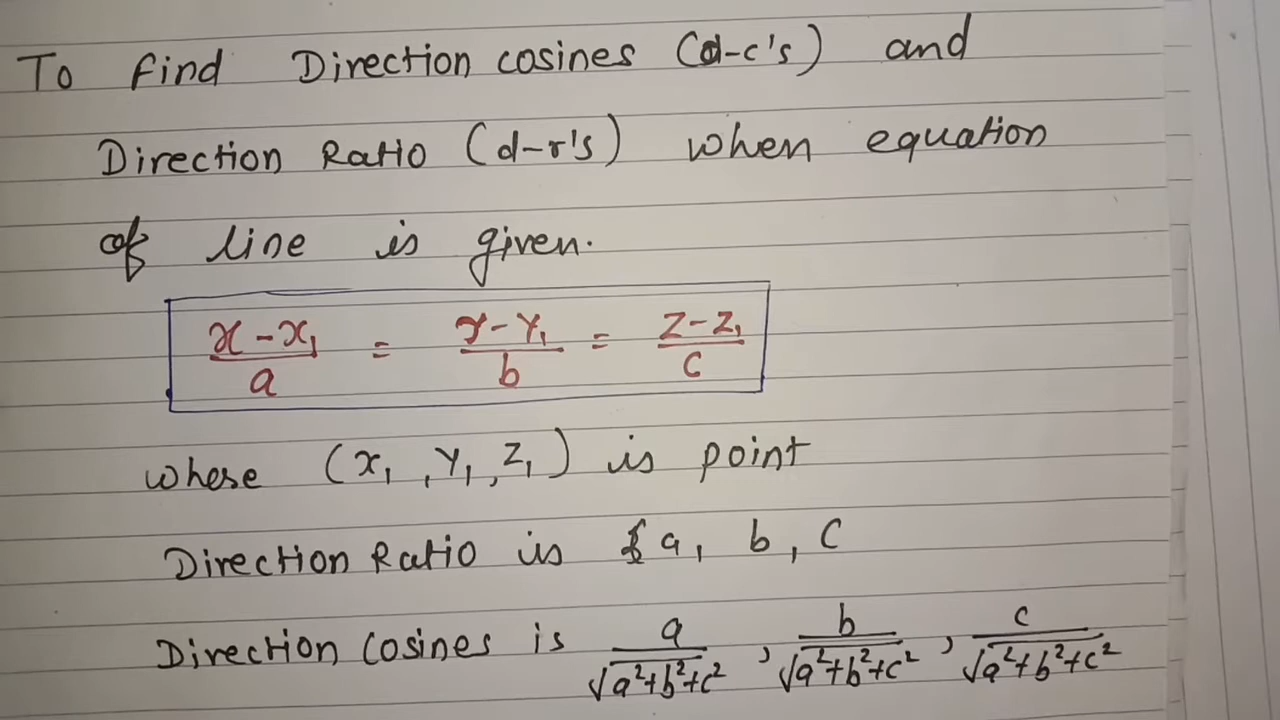 To find Direction cosines (d-c's) and
Direction Ratio (d-r's) when equation
of line is given.
x-x₁/a = y-y₁/b = z-z₁/c
where (x₁, y₁, z₁) is point
Direction Ratio is a, b, c
Direction Cosines is a/√a²+b²+c², b/√a²+b²+c², c/√a²+b²+c²